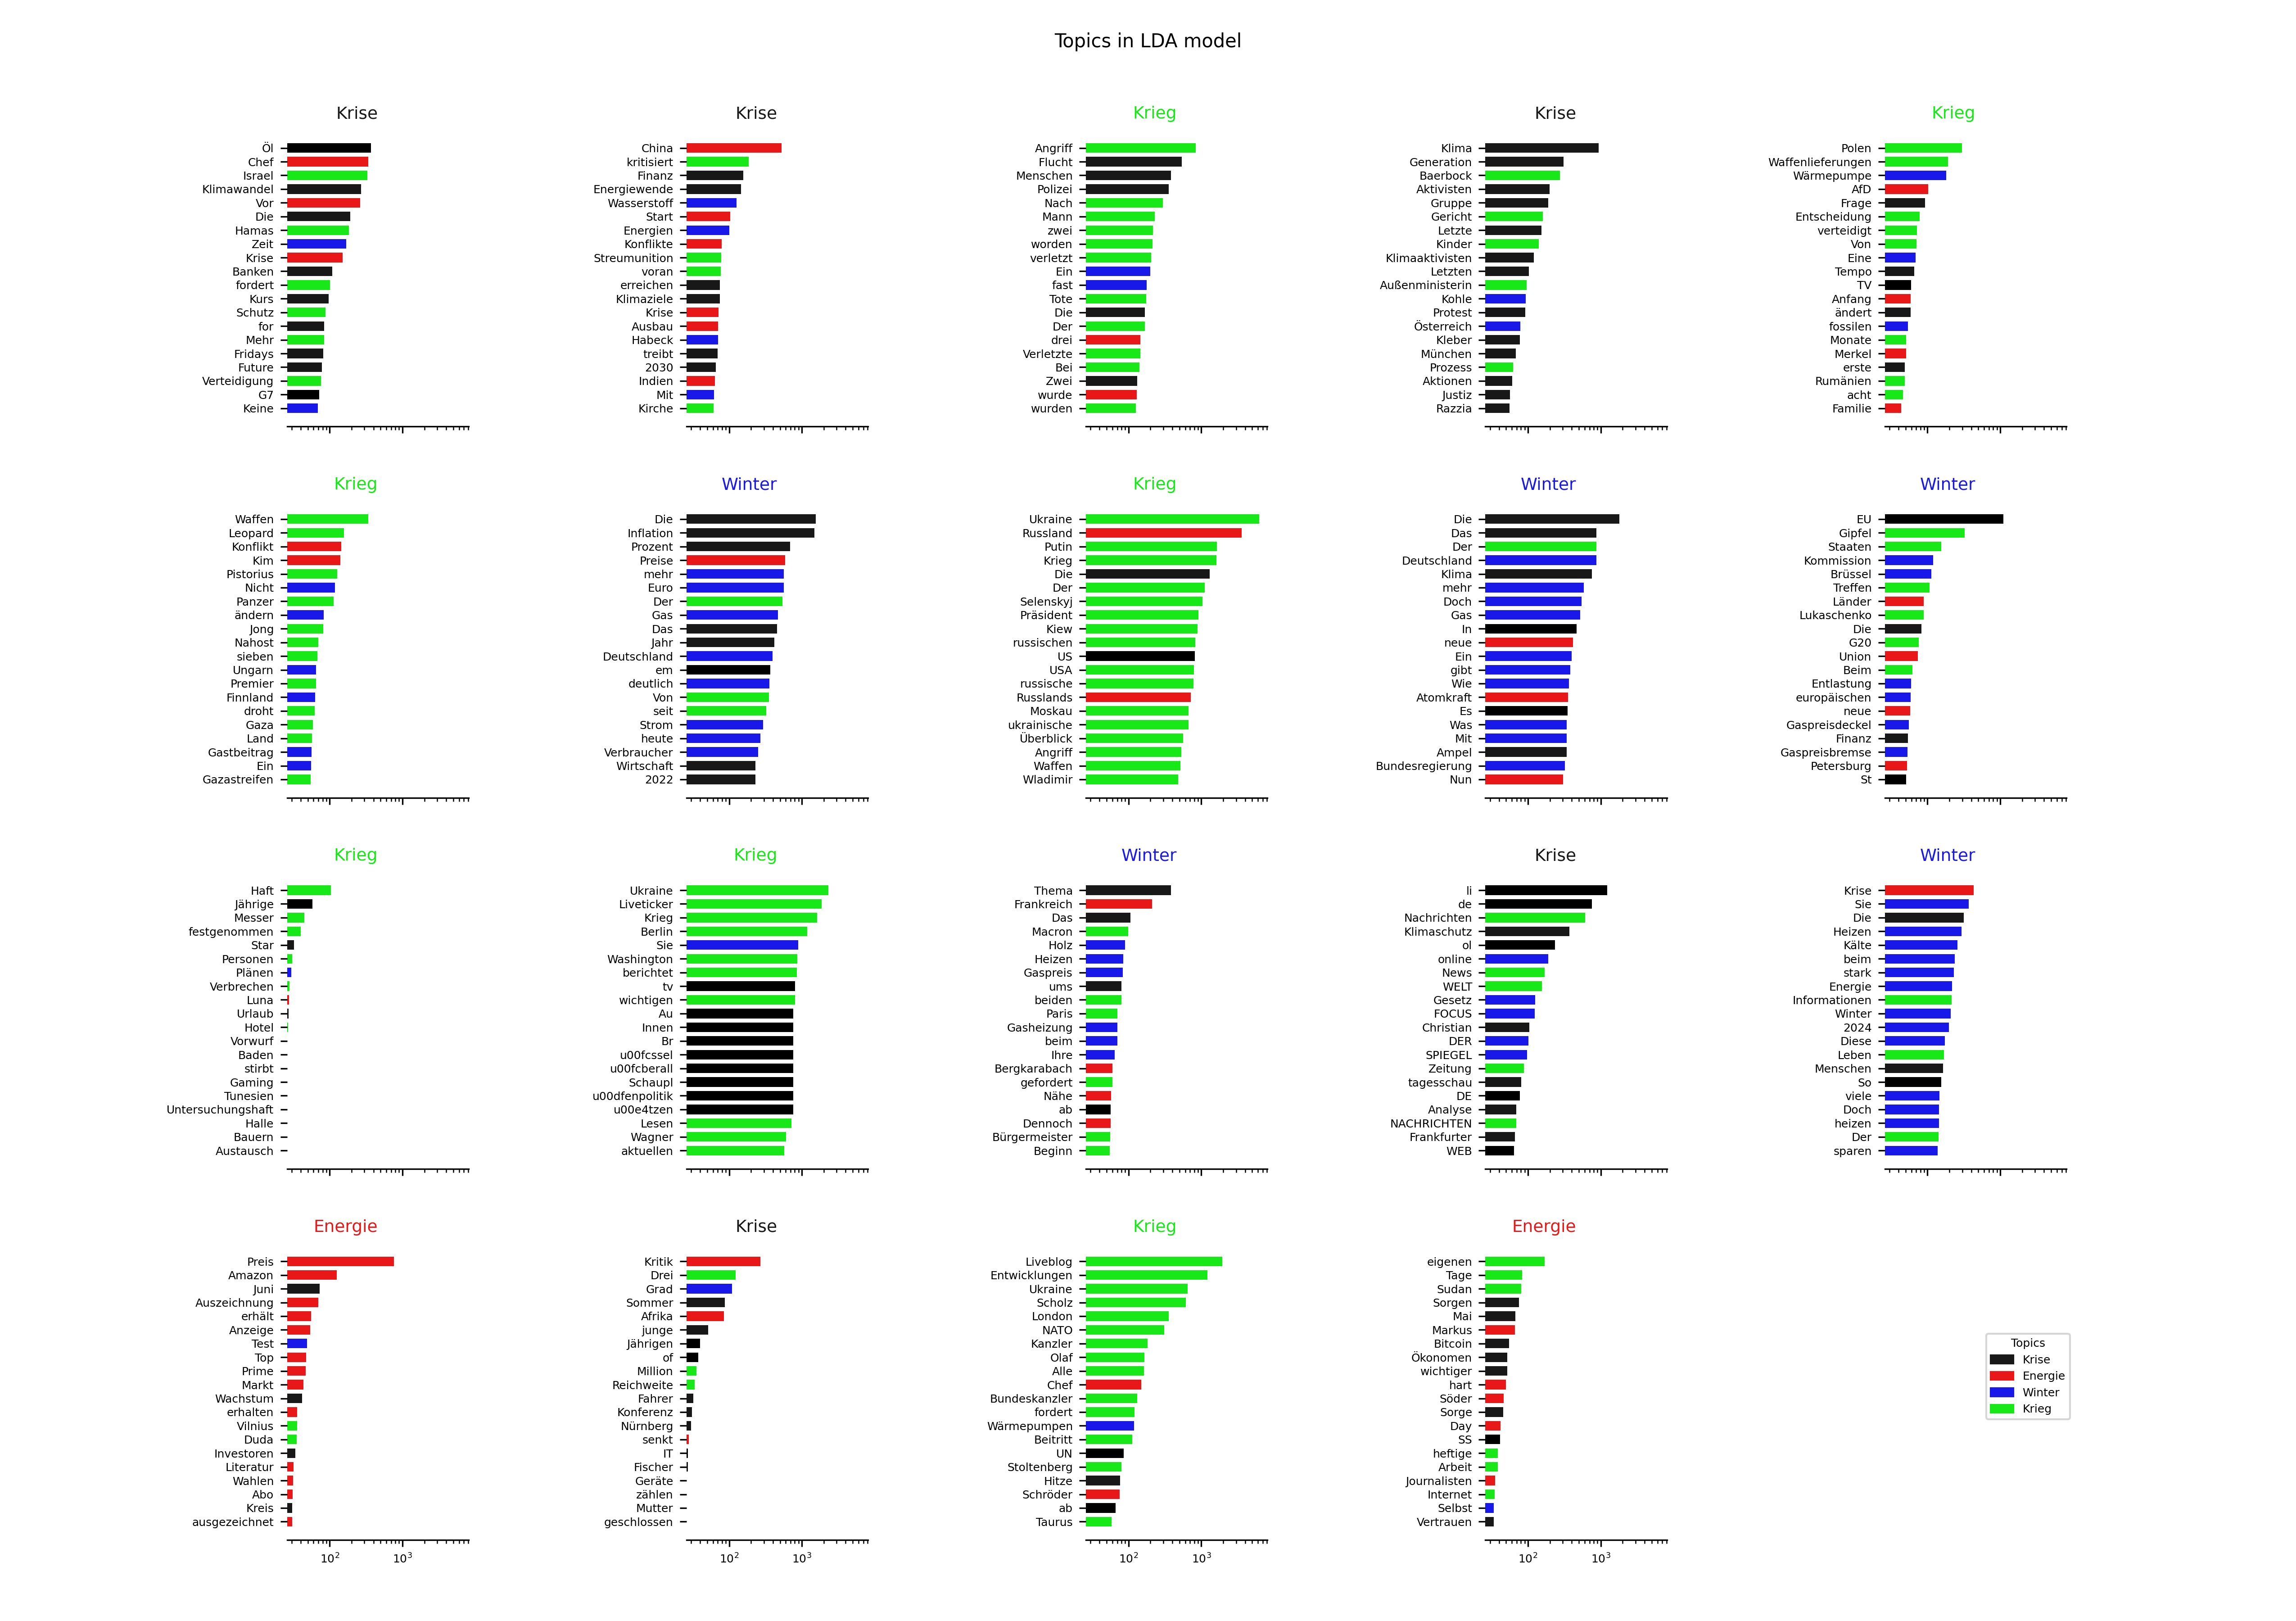 Topics in LDA model
Krise
Öl
Chef
Israel
Klimawandel
Vor
Die
Hamas
Zeit
Krise
Banken
fordert
Kurs
Schutz
for
Mehr
Fridays
Future
Verteidigung
G7
Keine
Krise
China
kritisiert
Finanz
Energiewende
Wasserstoff
Start
Energien
Konflikte
Streumunition
voran
erreichen
Klimaziele
Krise
Ausbau
Habeck
treibt
2030
Indien
Mit
Kirche
Krieg
Angriff
Flucht
Menschen
Polizei
Nach
Mann
zwei
worden
verletzt
Ein
fast
Tote
Die
Der
drei
Verletzte
Bei
Zwei
wurde
wurden
Krise
Klima
Generation
Baerbock
Aktivisten
Gruppe
Gericht
Letzte
Kinder
Klimaaktivisten
Letzten
Außenministerin
Kohle
Protest
Österreich
Kleber
München
Prozess
Aktionen
Justiz
Razzia
Krieg
Polen
Waffenlieferungen
Wärmepumpe
AfD
Frage
Entscheidung
verteidigt
Von
Eine
Tempo
TV
Anfang
ändert
fossilen
Monate
Merkel
erste
Rumänien
acht
Familie
Krieg
Waffen
Leopard
Konflikt
Kim
Pistorius
Nicht
Panzer
ändern
Jong
Nahost
sieben
Ungarn
Premier
Finnland
droht
Gaza
Land
Gastbeitrag
Ein
Gazastreifen
Winter
Die
Inflation
Prozent
Preise
mehr
Euro
Der
Gas
Das
Jahr
Deutschland
em
deutlich
Von
seit
Strom
heute
Verbraucher
Wirtschaft
2022
Krieg
Ukraine
Russland
Putin
Krieg
Die
Der
Selenskyj
Präsident
Kiew
russischen
US
USA
russische
Russlands
Moskau
ukrainische
Überblick
Angriff
Waffen
Wladimir
Winter
Die
Das
Der
Deutschland
Klima
mehr
Doch
Gas
In
neue
Ein
gibt
Wie
Atomkraft
Es
Was
Mit
Ampel
Bundesregierung
Nun
Winter
EU
Gipfel
Staaten
Kommission
Brüssel
Treffen
Länder
Lukaschenko
Die
G20
Union
Beim
Entlastung
europäischen
neue
Gaspreisdeckel
Finanz
Gaspreisbremse
Petersburg
St
Krieg
Haft
Jährige
Messer
festgenommen
Star
Personen
Plänen
Verbrechen
Luna
Urlaub
Hotel
Vorwurf
Baden
stirbt
Gaming
Tunesien
Untersuchungshaft
Halle
Bauern
Austausch
Krieg
Ukraine
Liveticker
Krieg
Berlin
Sie
Washington
berichtet
tv
wichtigen
Au
Innen
Br
u00fcssel
u00fcberall
Schaupl
u00dfenpolitik
u00e4tzen
Lesen
Wagner
aktuellen
Winter
Thema
Frankreich
Das
Macron
Holz
Heizen
Gaspreis
ums
beiden
Paris
Gasheizung
beim
Ihre
Bergkarabach
gefordert
Nähe
ab
Dennoch
Bürgermeister
Beginn
Krise
li
de
Nachrichten
Klimaschutz
ol
online
News
WELT
Gesetz
FOCUS
Christian
DER
SPIEGEL
Zeitung
tagesschau
DE
Analyse
NACHRICHTEN
Frankfurter
WEB
Winter
Krise
Sie
Die
Heizen
Kälte
beim
stark
Energie
Informationen
Winter
2024
Diese
Leben
Menschen
So
viele
Doch
heizen
Der
sparen
Energie
Preis
Amazon
Juni
Auszeichnung
erhält
Anzeige
Test
Top
Prime
Markt
Wachstum
erhalten
Vilnius
Duda
Investoren
Literatur
Wahlen
Abo
Kreis
ausgezeichnet
10² 10³
Krise
Kritik
Drei
Grad
Sommer
Afrika
junge
Jährigen
of
Million
Reichweite
Fahrer
Konferenz
Nürnberg
senkt
IT
Fischer
Geräte
zählen
Mutter
geschlossen
10² 10³
Krieg
Liveblog
Entwicklungen
Ukraine
Scholz
London
NATO
Kanzler
Olaf
Alle
Chef
Bundeskanzler
fordert
Wärmepumpen
Beitritt
UN
Stoltenberg
Hitze
Schröder
ab
Taurus
10² 10³
Energie
eigenen
Tage
Sudan
Sorgen
Mai
Markus
Bitcoin
Ökonomen
wichtiger
hart
Söder
Sorge
Day
SS
heftige
Arbeit
Journalisten
Internet
Selbst
Vertrauen
10² 10³
Topics
Krise
Energie
Winter
Krieg